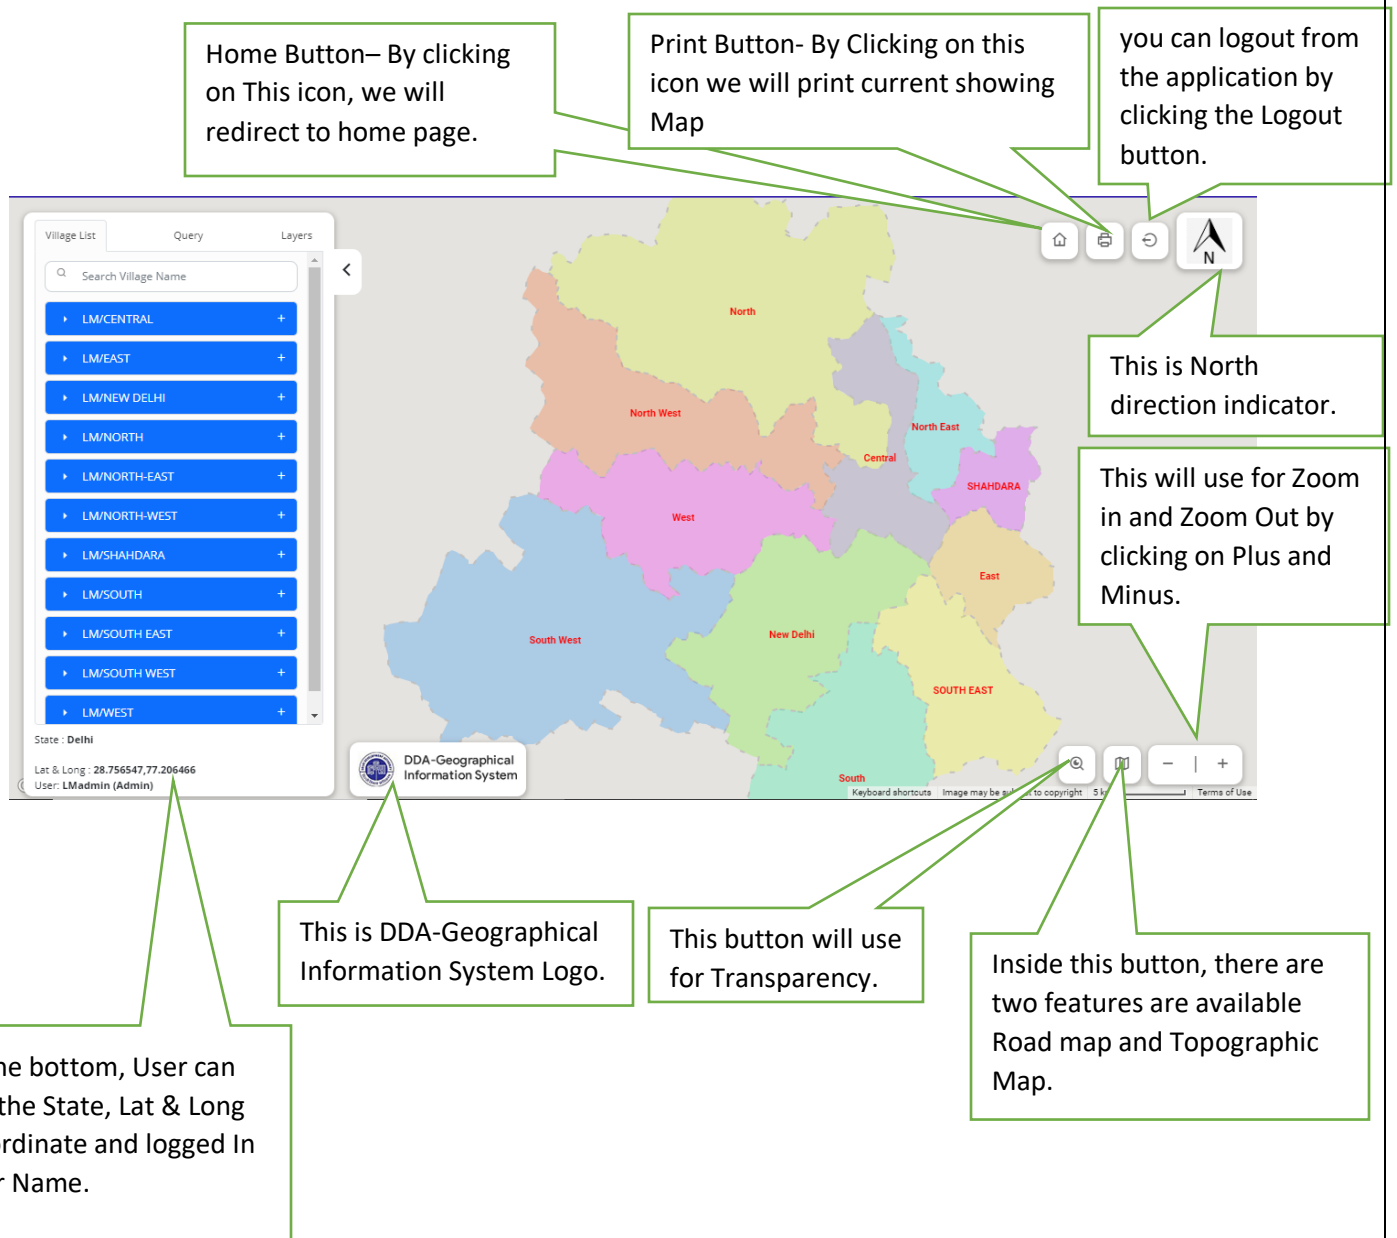 Home Button– By clicking
on This icon, we will
redirect to home page.
Print Button- By Clicking on this
icon we will print current showing
Map
you can logout from
the application by
clicking the Logout
button.
Village List Query Layers
Search Village Name
LM/CENTRAL
LM/EAST
LM/NEW DELHI
LM/NORTH
LM/NORTH-EAST
LM/NORTH-WEST
LM/SHAHDARA
LM/SOUTH
LM/SOUTH EAST
LM/SOUTH WEST
LM/WEST
State : Delhi
Lat & Long : 28.756547,77.206466
User: LMadmin (Admin)
North
North West
North East
Central
SHAHDARA
West
East
New Delhi
South West
SOUTH EAST
South
N
DDA-Geographical
Information System
Keyboard shortcuts Image may be subject to copyright 5 Terms of Use
This is North
direction indicator.
This will use for Zoom
in and Zoom Out by
clicking on Plus and
Minus.
This is DDA-Geographical
Information System Logo.
This button will use
for Transparency.
Inside this button, there are
two features are available
Road map and Topographic
Map.
bottom, User can
the State, Lat & Long
and logged In
Name.